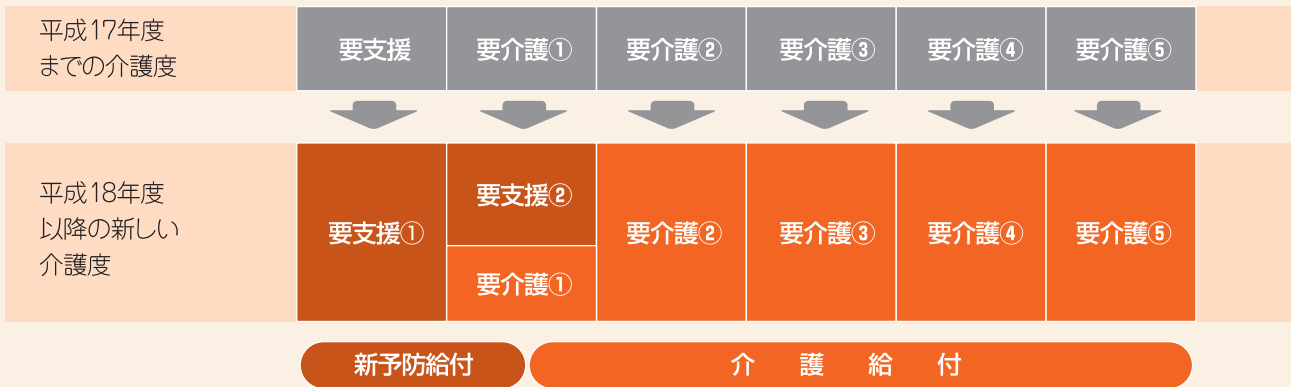 平成17年度
までの介護度
要支援
要介護①
要介護②
要介護③
要介護④
要介護⑤
平成18年度
以降の新しい
介護度
要支援①
要支援②
要介護①
要介護②
要介護③
要介護④
要介護⑤
新予防給付
介護給付